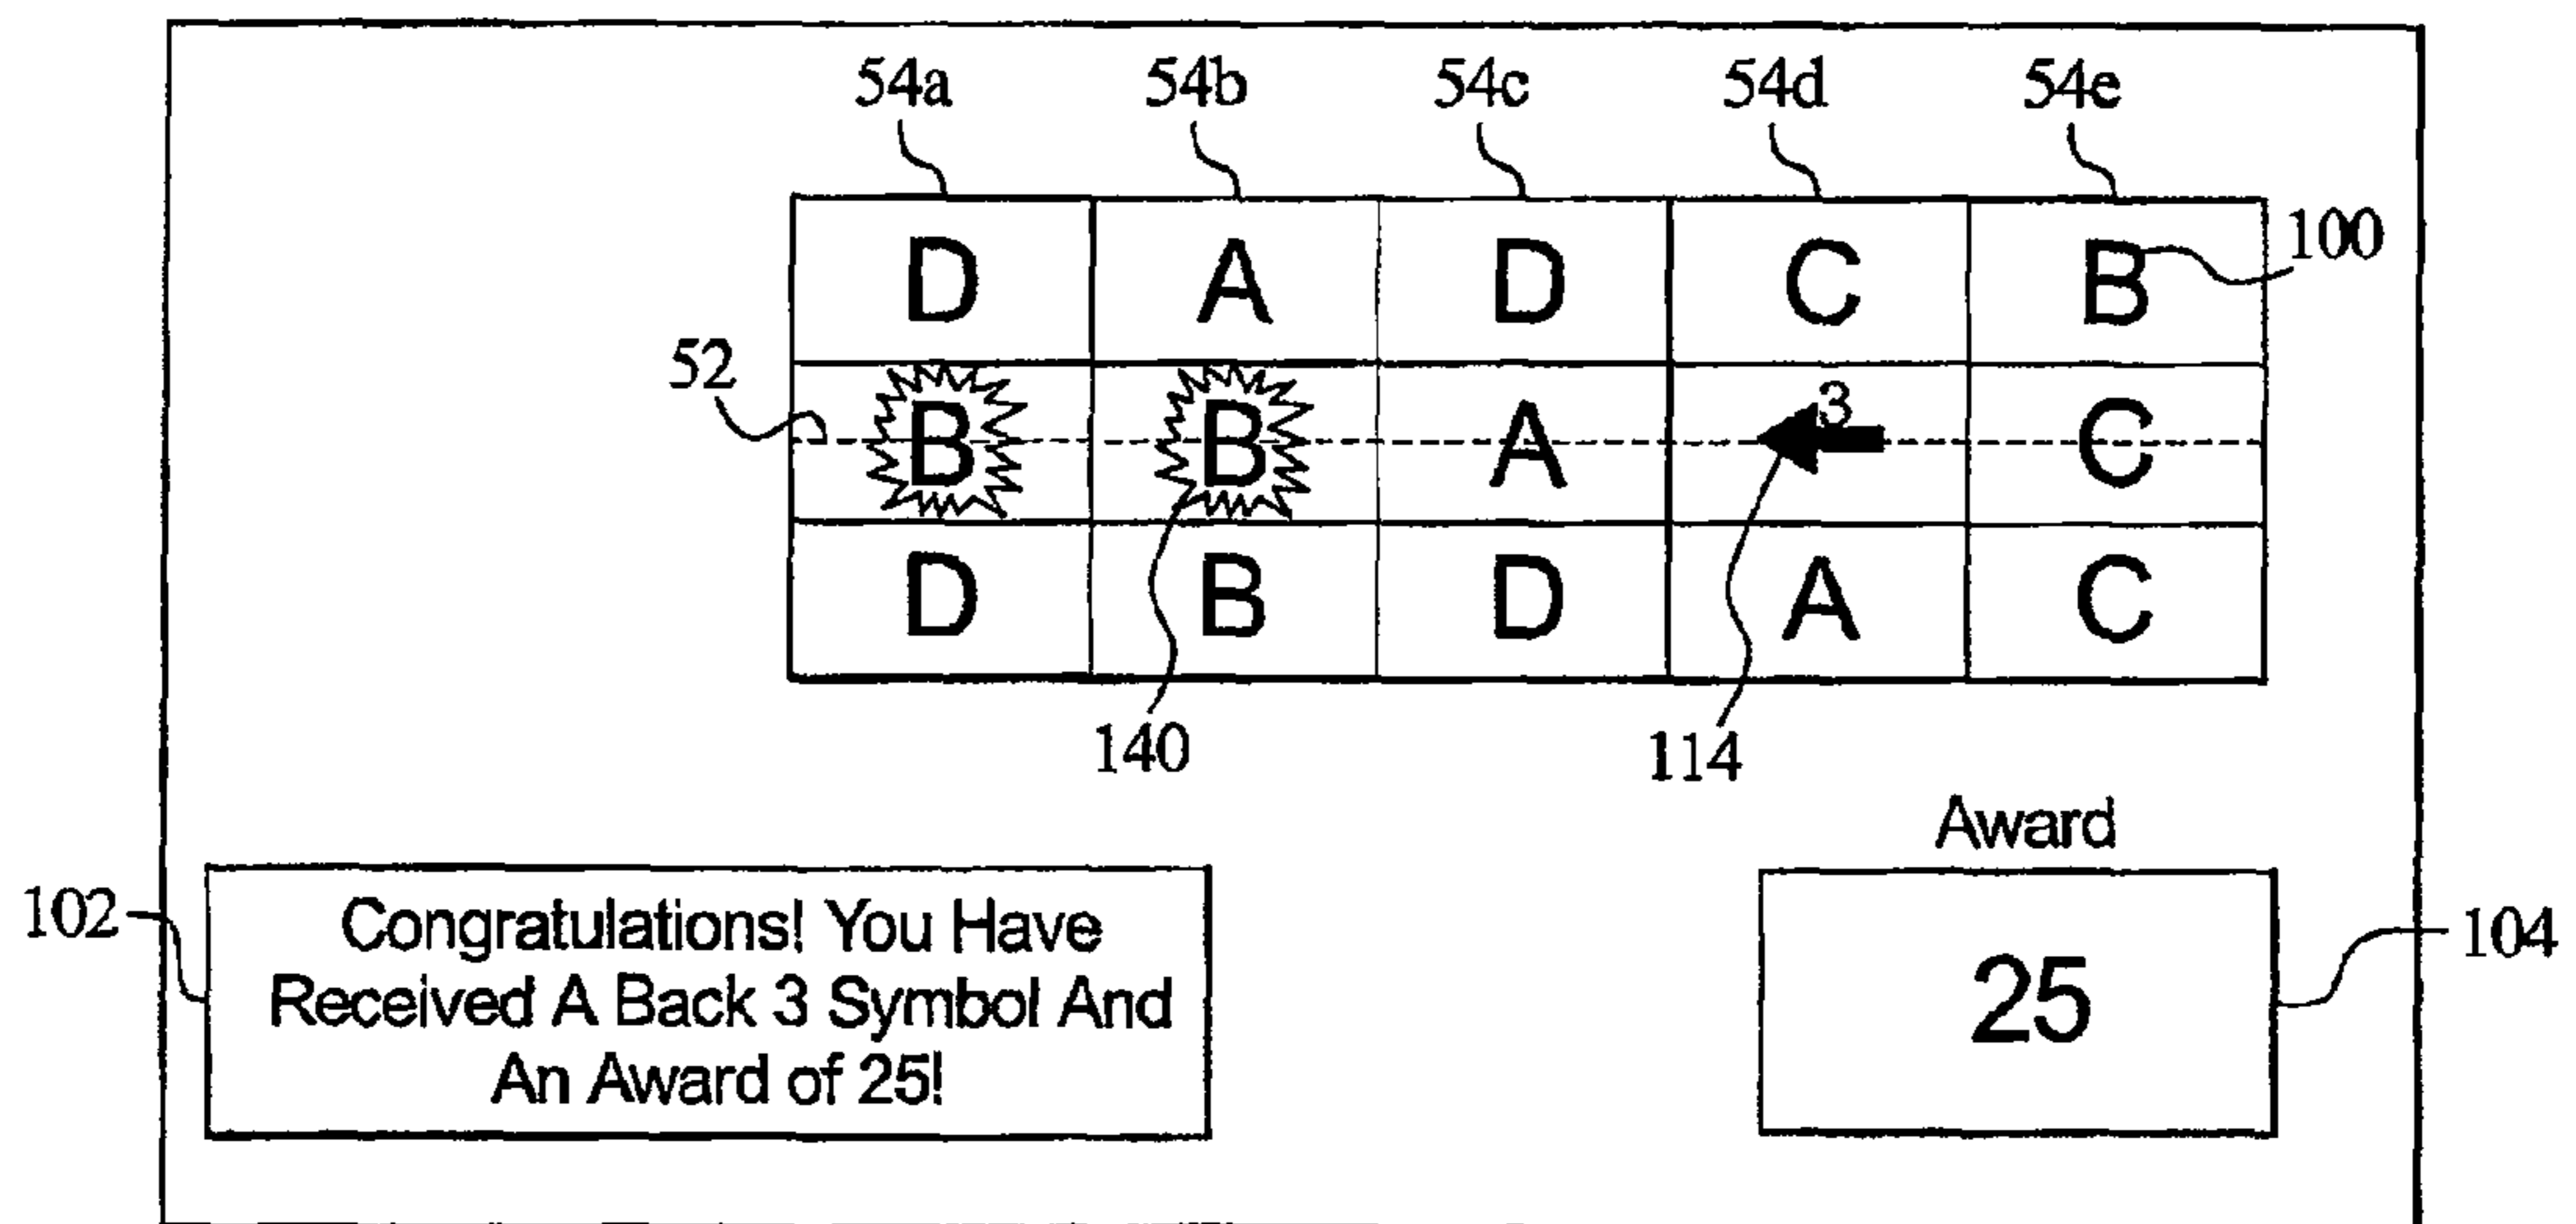 54a 54b 54c 54d 54e
D A D C B 100
52
B B A 3 C
D B D A C
140 114
Award
102 Congratulations! You Have
Received A Back 3 Symbol And
An Award of 25!
25 104